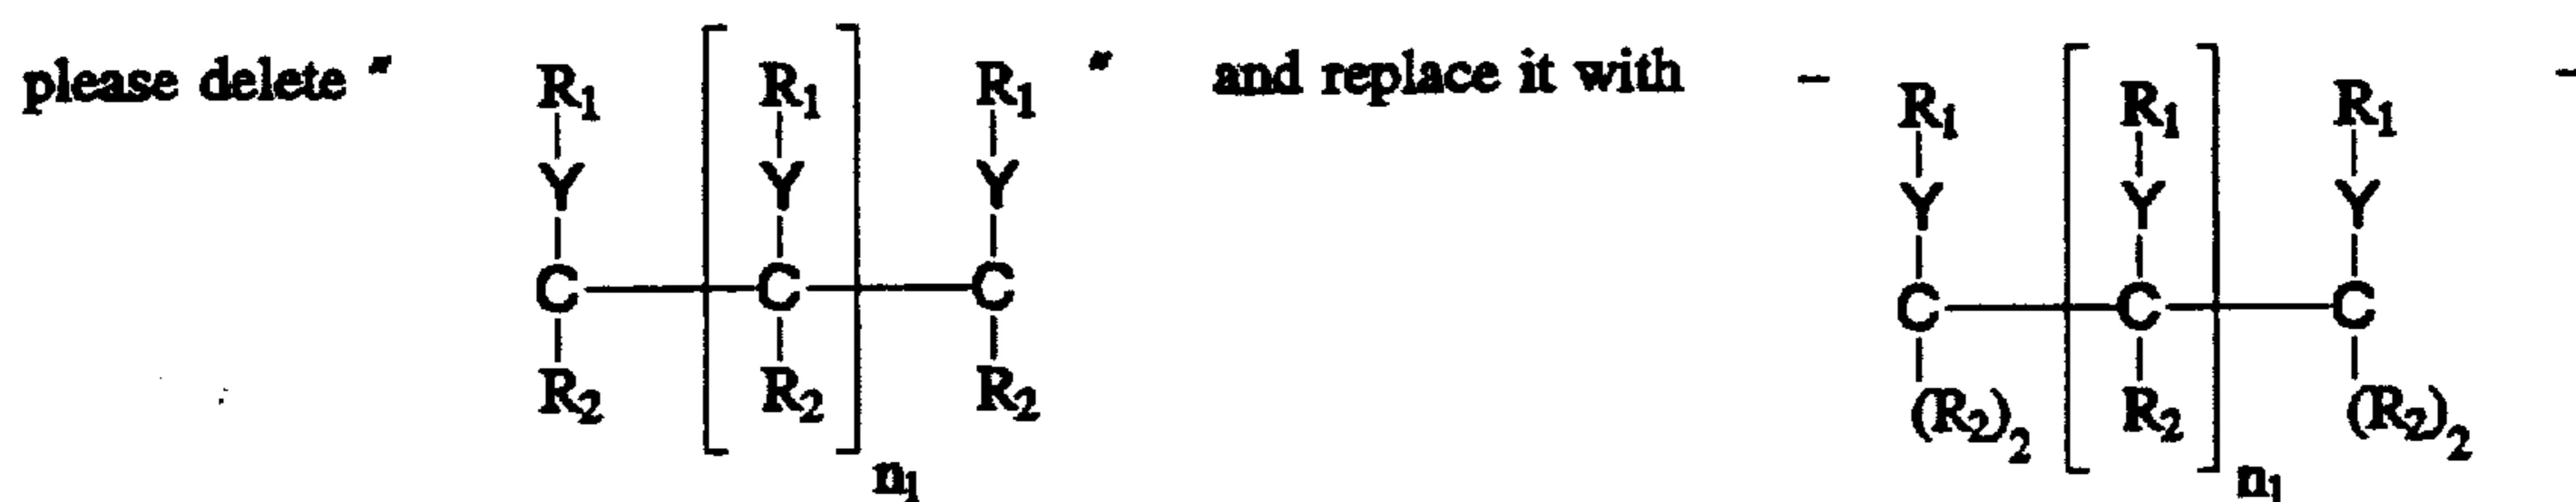 please delete " R₁ [ R₁ ] R₁ " and replace it with – R₁ [ R₁ ] R₁ –
Y Y Y Y Y Y
C C C C C C
R₂ R₂ R₂ (R₂)₂ R₂ (R₂)₂
n₁ n₁